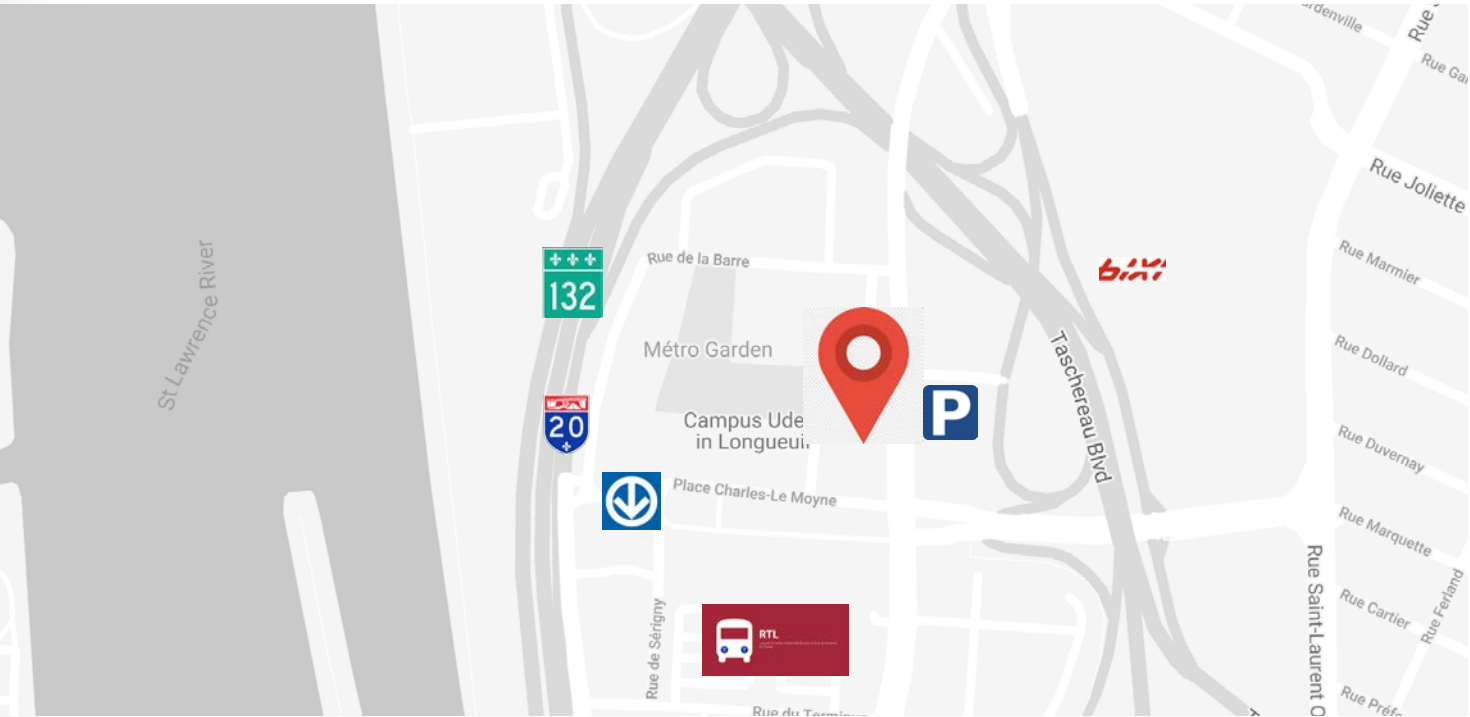 Rue
Rue Joliette
Rue de la Barre
Rue Marmier
132
bixi
St Lawrence River
Métro Garden
Rue Dollard
Taschereau Blvd
20
P
Campus Ude
in Longueuil
Rue Duvernay
Place Charles-Le Moyne
Rue Marquette
Rue Saint-Laurent O
Rue Cartier
Rue Ferland
Rue de Sérigny
RTL
Rue du Terminus